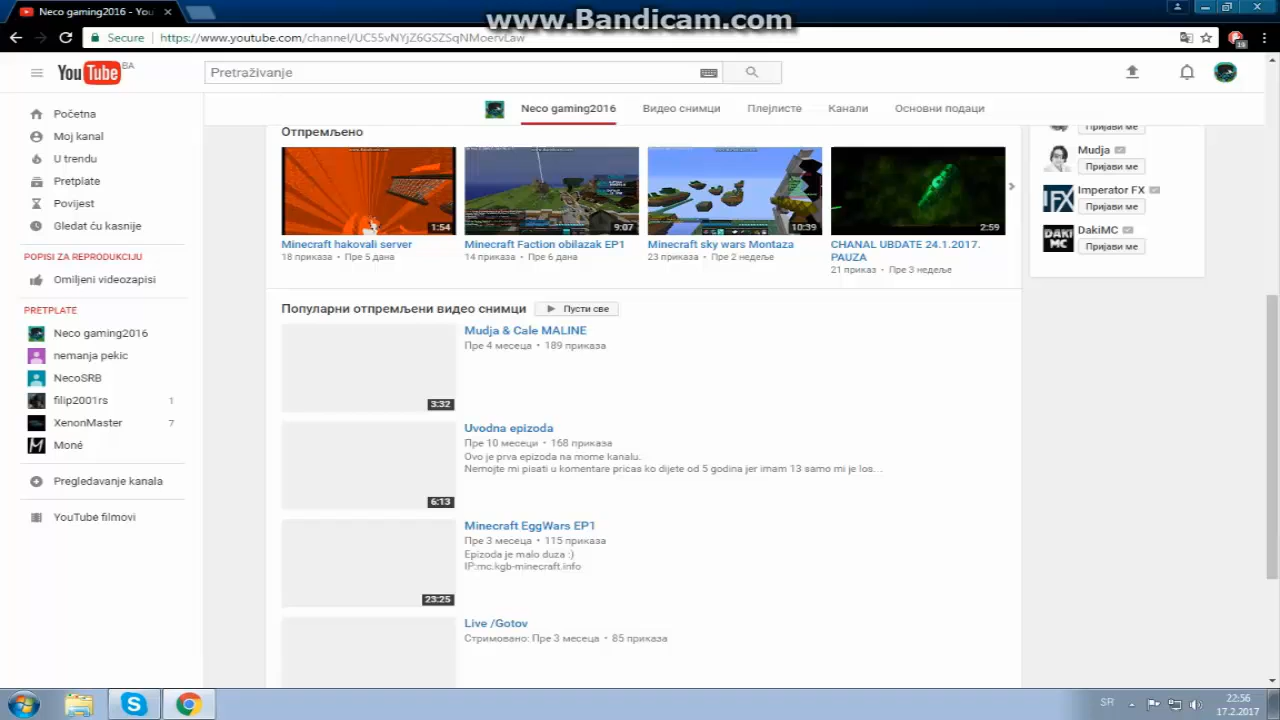 Neco gaming2016 - You
www.Bandicam.com
Secure
https://www.youtube.com/channel/UC55vNYjZ6GSZSqNMoervLaw
18
YouTube BA
Pretraživanje
Neco gaming2016
Видео снимци
Плејлисте
Канали
Основни подаци
Početna
Moj kanal
U trendu
Pretplate
Povijest
Gledat ću kasnije
POPISI ZA REPRODUKCIJU
Omiljeni videozapisi
PRETPLATE
Neco gaming2016
nemanja pekic
NecoSRB
filip2001rs 1
XenonMaster 7
Moné
Pregledavanje kanala
YouTube filmovi
Отпремљено
1:54
Minecraft hakovali server
18 приказа • Пре 5 дана
9:07
Minecraft Faction obilazak EP1
14 приказа • Пре 6 дана
10:39
Minecraft sky wars Montaza
23 приказа • Пре 2 недеље
2:59
CHANAL UBDATE 24.1.2017.
PAUZA
21 приказ • Пре 3 недеље
Популарни отпремљени видео снимци
Пусти све
Mudja & Cale MALINE
Пре 4 месеца • 189 приказа
3:32
Uvodna epizoda
Пре 10 месеци • 168 приказа
Ovo je prva epizoda na mome kanalu.
Nemojte mi pisati u komentare pricas ko dijete od 5 godina jer imam 13 samo mi je los...
6:13
Minecraft EggWars EP1
Пре 3 месеца • 115 приказа
Epizoda je malo duza :)
IP:mc.kgb-minecraft.info
23:25
Live /Gotov
Стримовано: Пре 3 месеца • 85 приказа
Пријави ме
Mudja
Пријави ме
Imperator FX
Пријави ме
DakiMC
Пријави ме
SR
22:56
17.2.2017